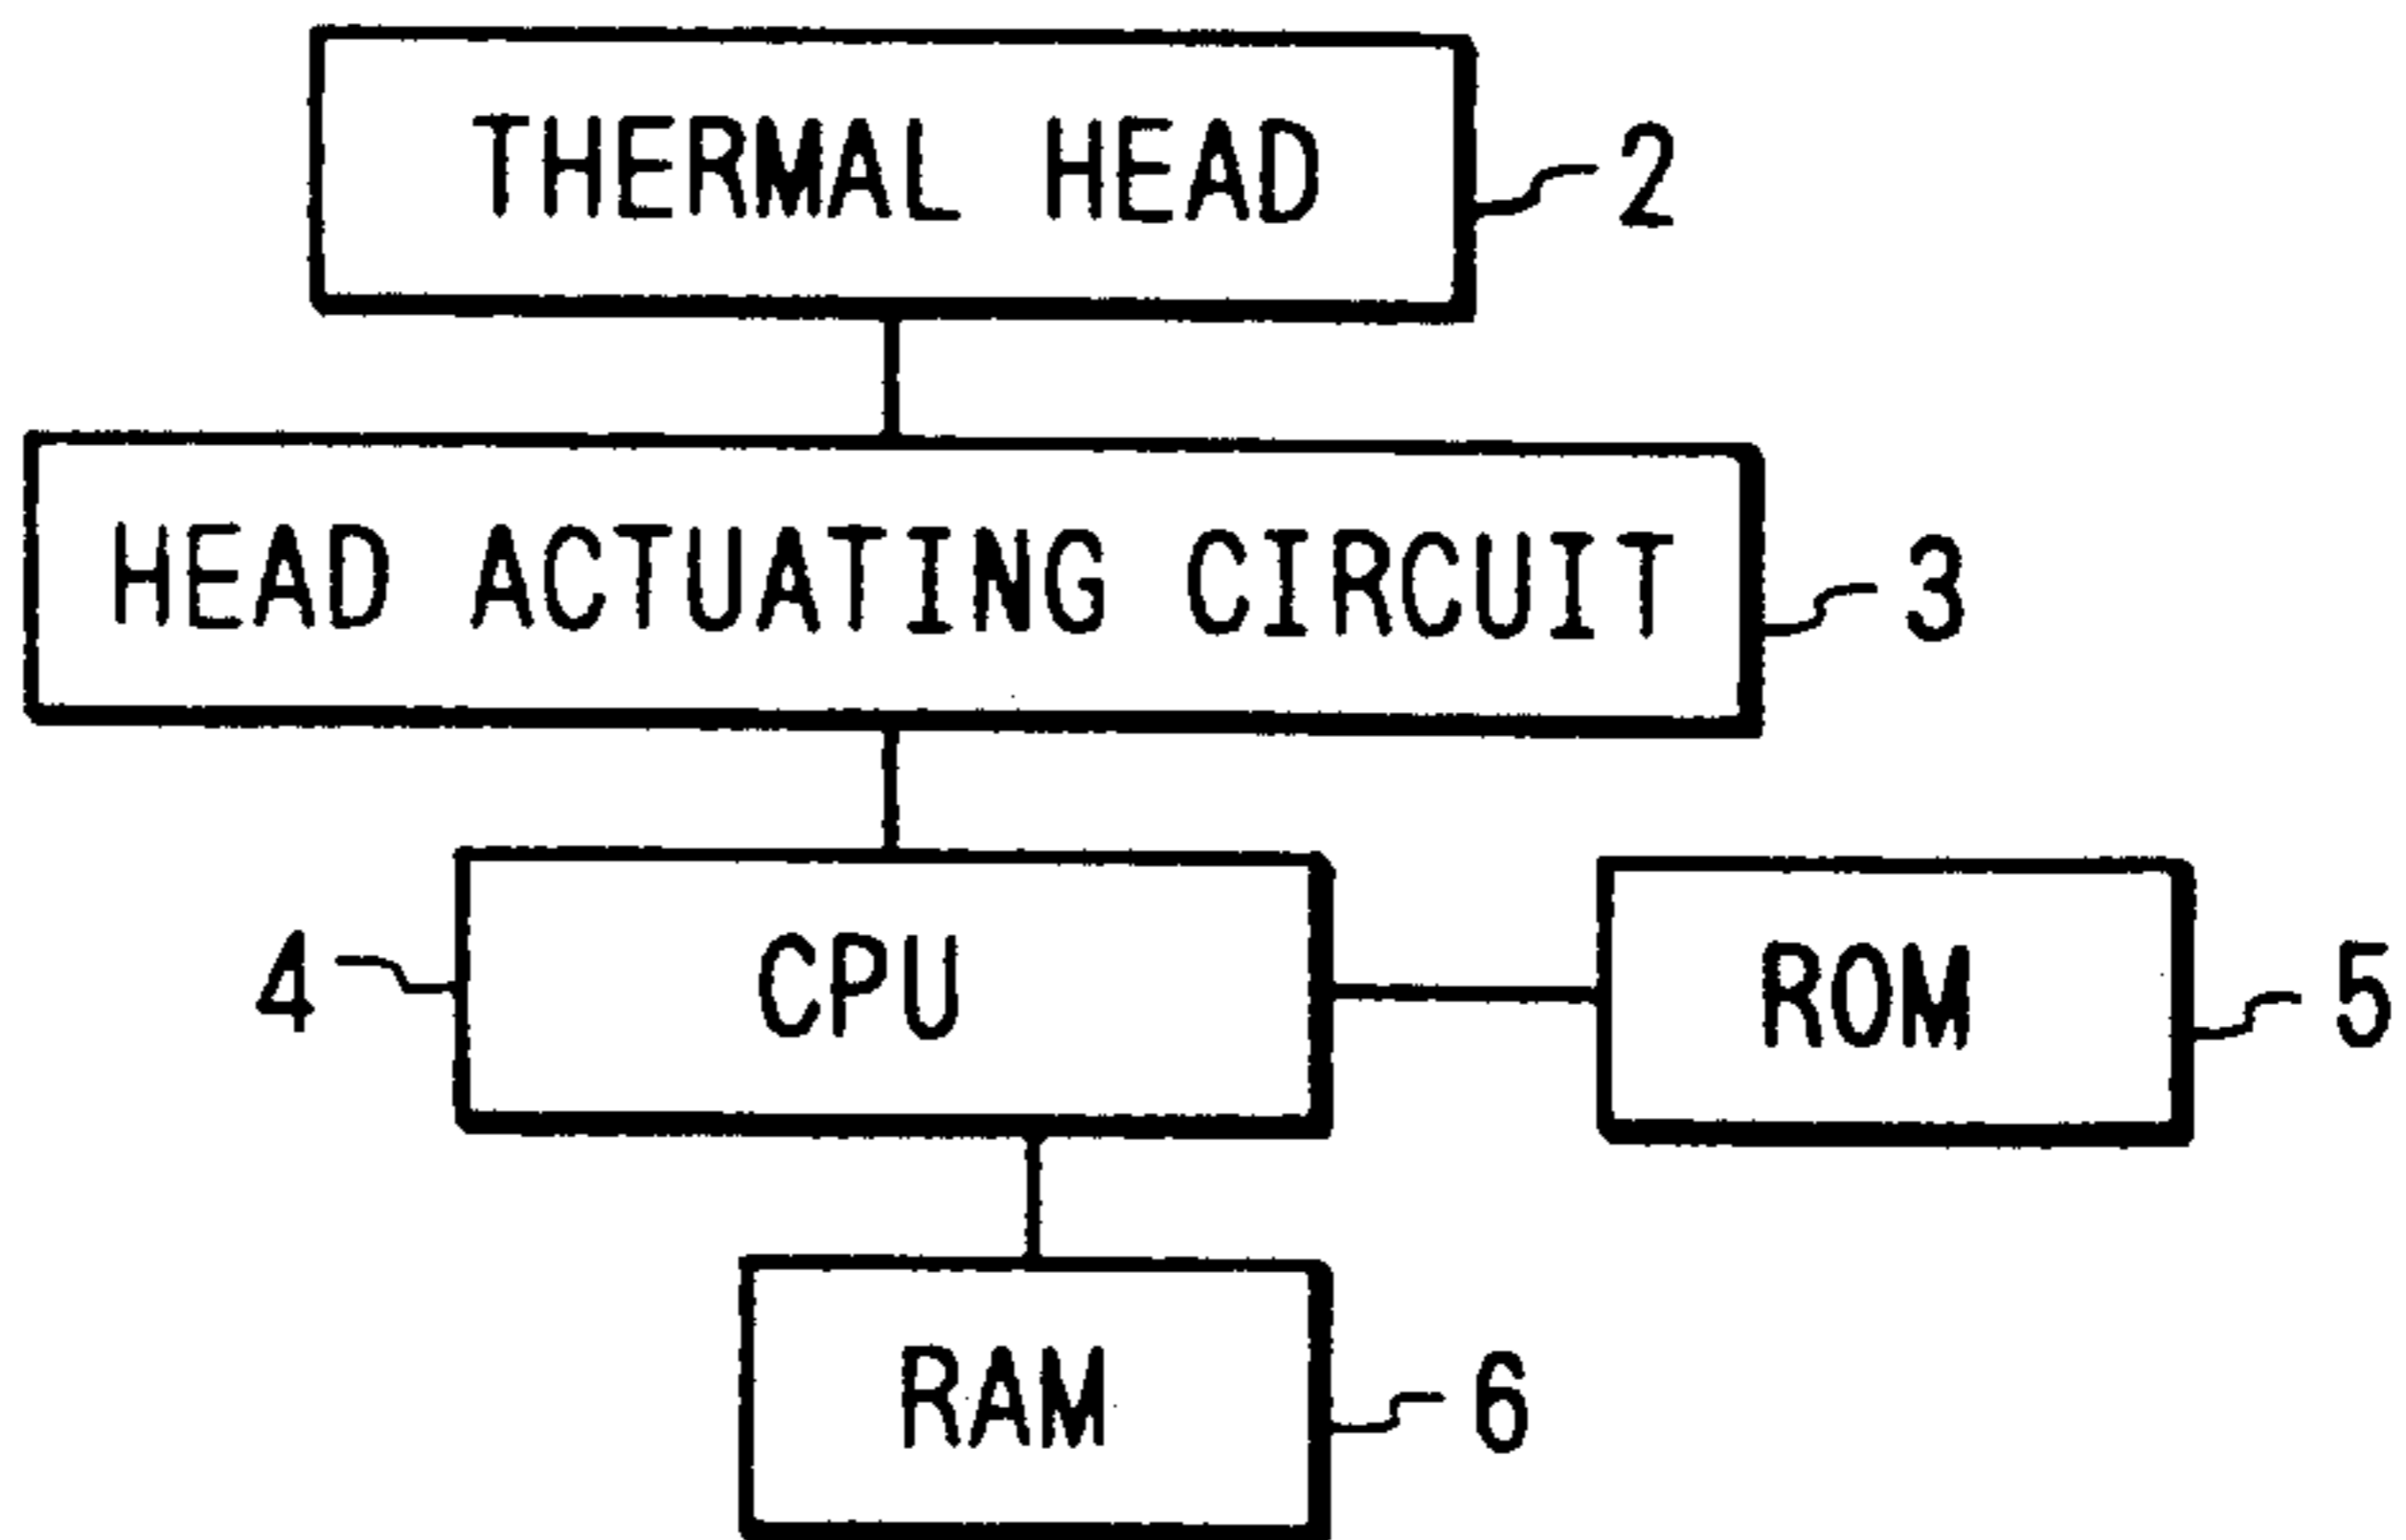 THERMAL HEAD
2
HEAD ACTUATING CIRCUIT
3
4
CPU
ROM
5
RAM
6